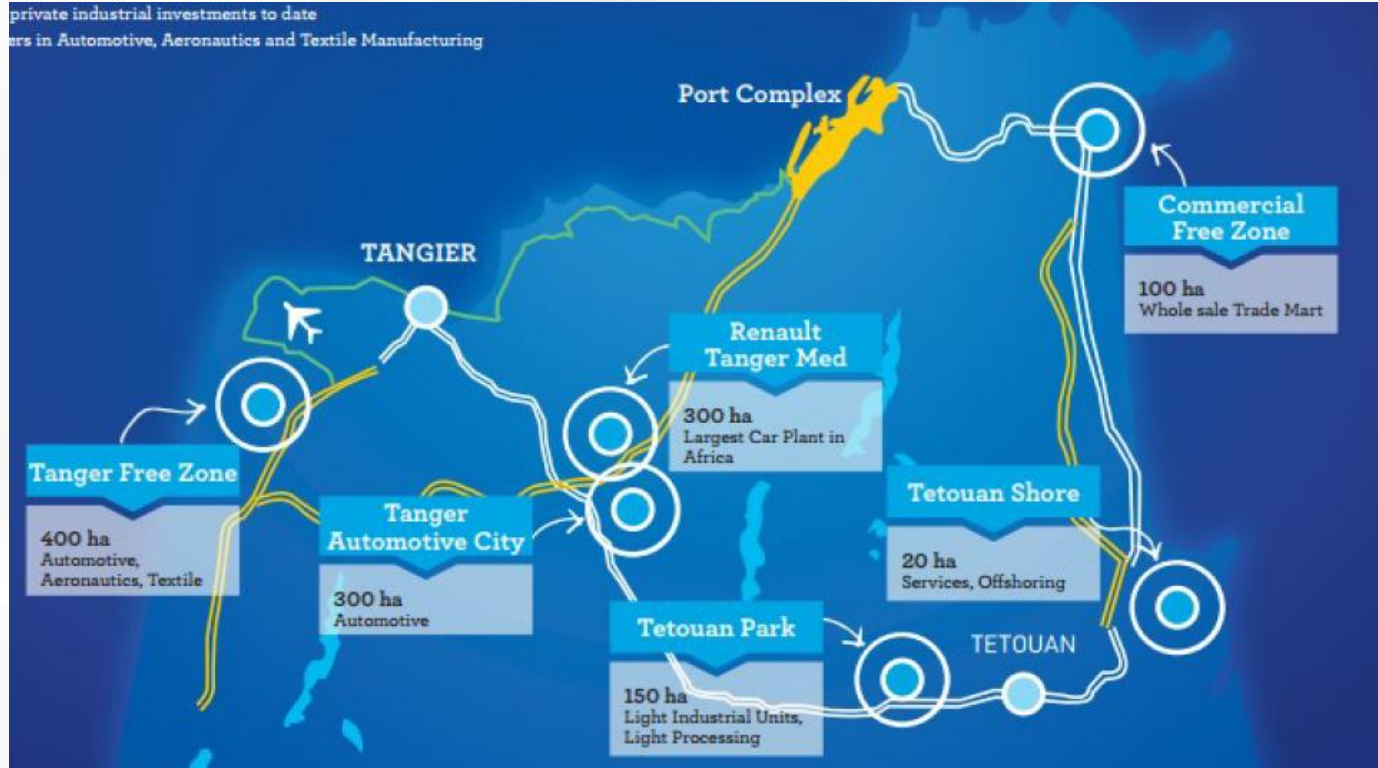 private industrial investments to date
ers in Automotive, Aeronautics and Textile Manufacturing
Port Complex
Commercial
Free Zone
100 ha
Whole sale Trade Mart
TANGIER
Renault
Tanger Med
300 ha
Largest Car Plant in
Africa
Tanger Free Zone
400 ha
Automotive,
Aeronautics, Textile
Tanger
Automotive City
300 ha
Automotive
Tetouan Shore
20 ha
Services, Offshoring
Tetouan Park
150 ha
Light Industrial Units,
Light Processing
TETOUAN